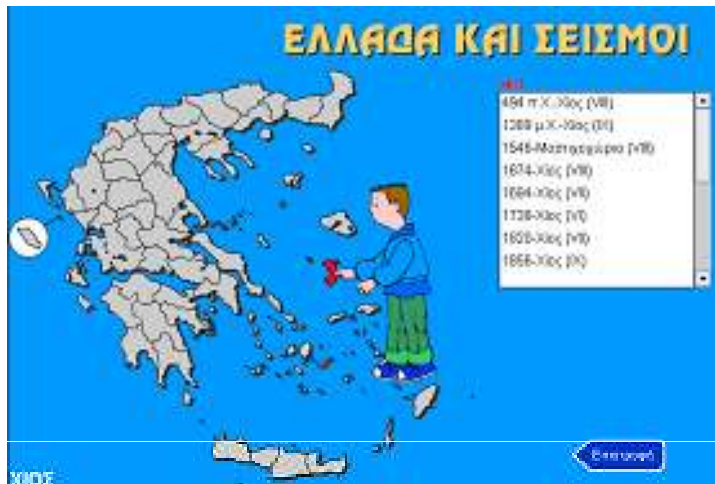 ΕΛΛΑΔΑ ΚΑΙ ΣΕΙΣΜΟΙ
494 π.Χ.-Χίος (VIII)
1389 μ.Χ.-Χίος (IX)
1546-Μαστιχοχώρια (VIII)
1674-Χίος (VIII)
1694-Χίος (VII)
1739-Χίος (VI)
1820-Χίος (VII)
1856-Χίος (IX)
Επιστροφή
ΧΙΟΣ